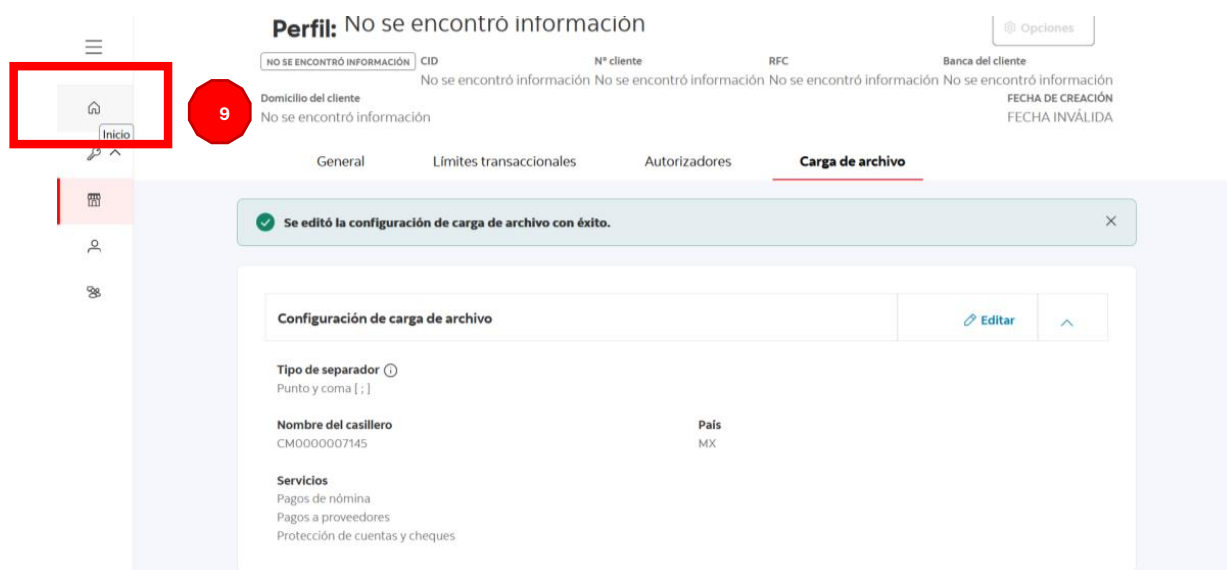 Perfil: No se encontró información
Opciones
NO SE ENCONTRÓ INFORMACIÓN
CID
No se encontró información
N° cliente
No se encontró información
RFC
No se encontró información
Banca del cliente
No se encontró información
Domicilio del cliente
No se encontró información
FECHA DE CREACIÓN
FECHA INVÁLIDA
9
Inicio
General Límites transaccionales Autorizadores Carga de archivo
Se editó la configuración de carga de archivo con éxito.
Configuración de carga de archivo
Editar
Tipo de separador
Punto y coma [ ; ]
Nombre del casillero
CM0000007145
País
MX
Servicios
Pagos de nómina
Pagos a proveedores
Protección de cuentas y cheques